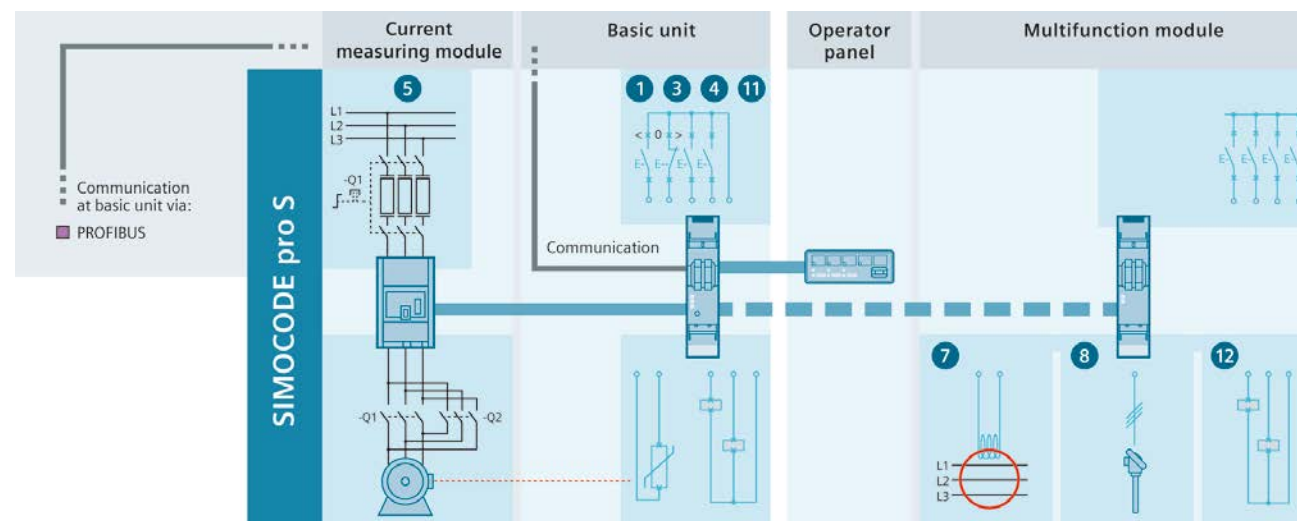 Current
measuring module
Basic unit
Operator
panel
Multifunction module
Communication
at basic unit via:
PROFIBUS
SIMOCODE pro S
5
L1
L2
L3
-Q1
-Q1
-Q2
1 3 4 11
< 0 >
E E E E
Communication
E E E
7
L1
L2
L3
8
12